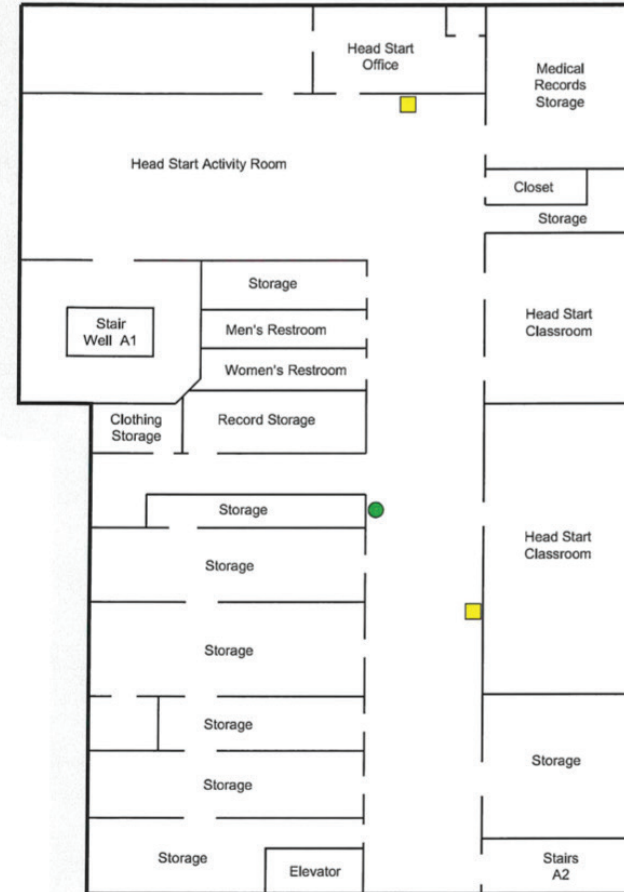 Head Start
Office
Medical
Records
Storage
Head Start Activity Room
Closet
Storage
Storage
Stair
Well A1
Men's Restroom
Head Start
Classroom
Women's Restroom
Clothing
Storage
Record Storage
Storage
Head Start
Classroom
Storage
Storage
Storage
Storage
Storage
Storage
Elevator
Stairs
A2